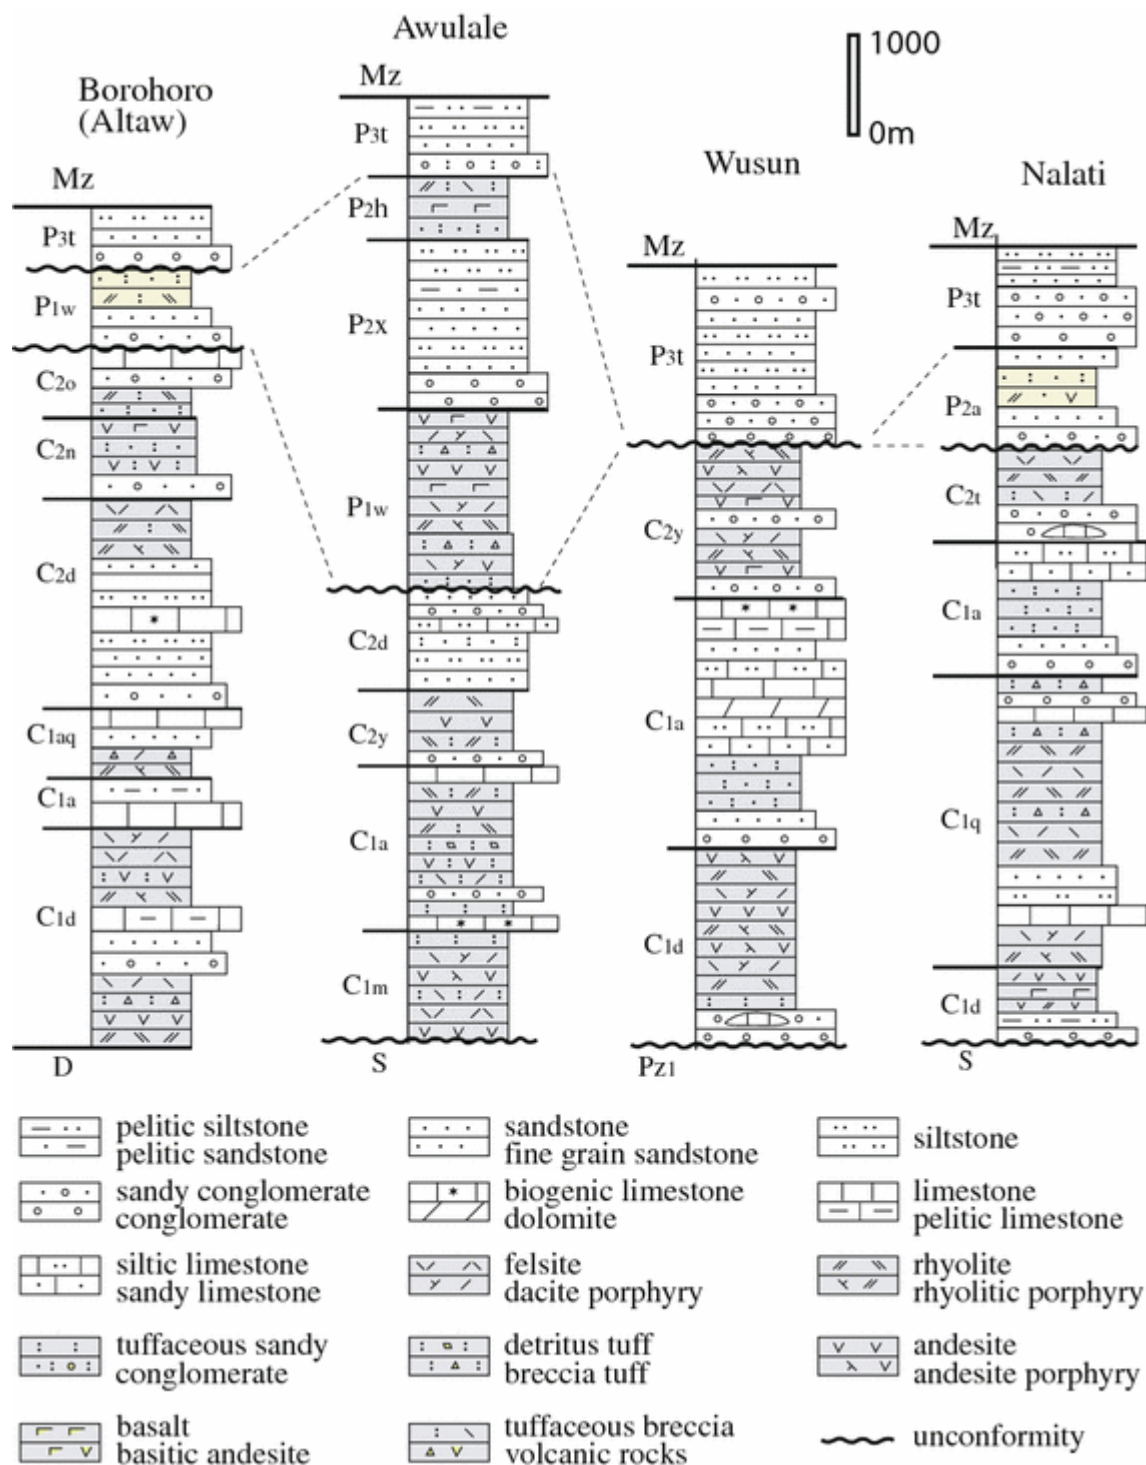 Awulale
1000
0m
Borohoro
(Altaw)
Mz
P3t
P1w
C2o
C2n
C2d
C1aq
C1a
C1d
D
Mz
P3t
P2h
P2x
P1w
C2d
C2y
C1a
C1m
S
Wusun
Mz
P3t
C2y
C1a
C1d
Pz1
Nalati
Mz
P3t
P2a
C2t
C1a
C1q
C1d
S
pelitic siltstone
pelitic sandstone
sandstone
fine grain sandstone
siltstone
sandy conglomerate
conglomerate
biogenic limestone
dolomite
limestone
pelitic limestone
siltic limestone
sandy limestone
felsite
dacite porphyry
rhyolite
rhyolitic porphyry
tuffaceous sandy
conglomerate
detritus tuff
breccia tuff
andesite
andesite porphyry
basalt
basitic andesite
tuffaceous breccia
volcanic rocks
unconformity